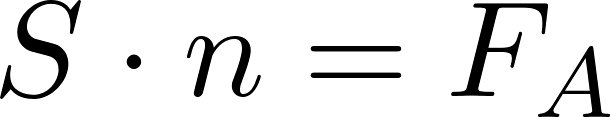 S · n = F_A